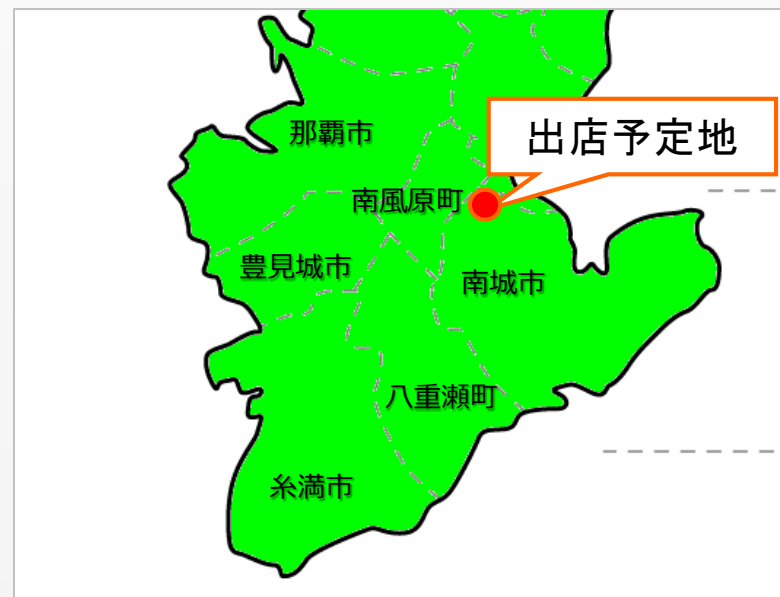 那覇市
出店予定地
南風原町
豊見城市
南城市
八重瀬町
糸満市